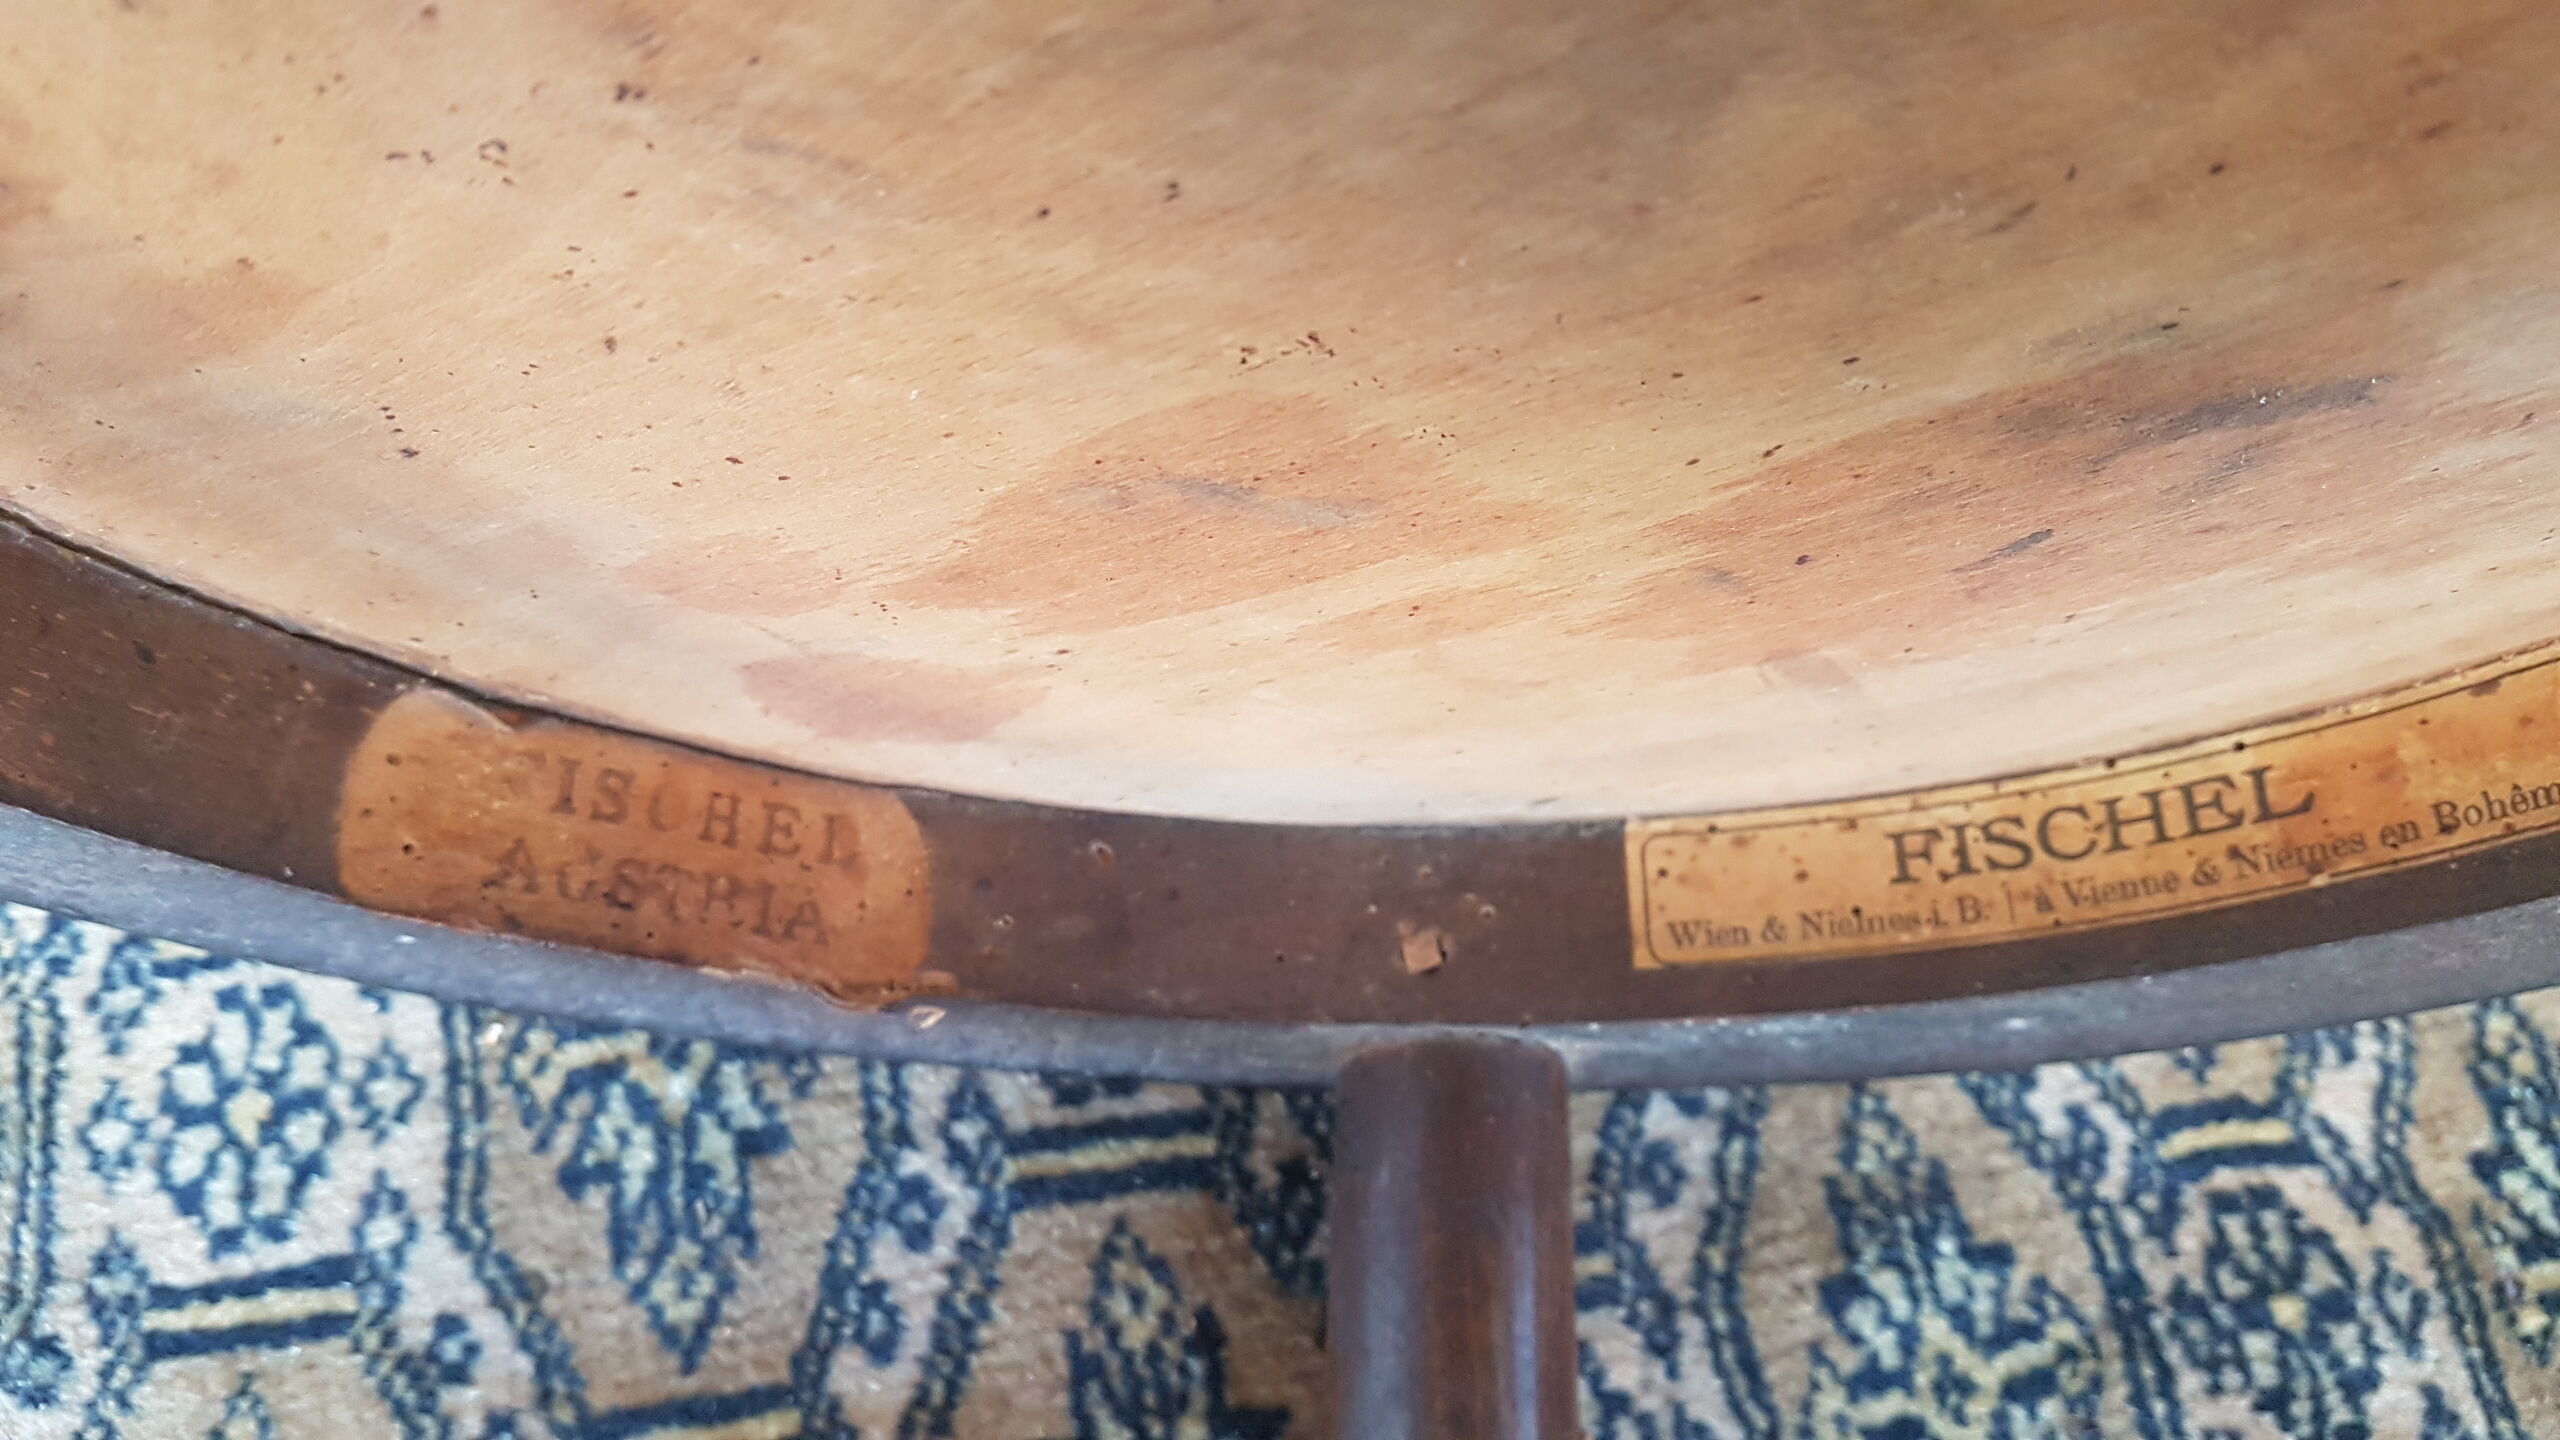 FISCHEL
AUSTRIA
FISCHEL
Wien & Niemes i. B. | à Vienne & Niemes en Bohêm